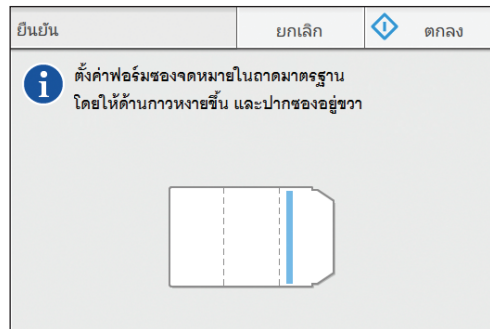 ยืนยัน
ยกเลิก
ตกลง
ตั้งค่าฟอร์มซองจดหมายในถาดมาตรฐาน
โดยให้ด้านกาวหงายขึ้น และปากซองอยู่ขวา